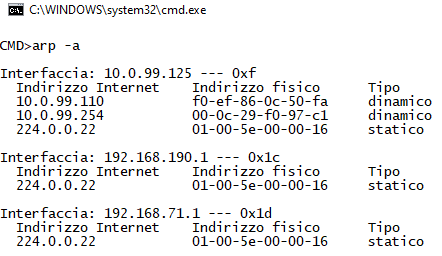 C:\WINDOWS\system32\cmd.exe
CMD>arp -a
Interfaccia: 10.0.99.125 --- 0xf
Indirizzo Internet Indirizzo fisico Tipo
10.0.99.110 f0-ef-86-0c-50-fa dinamico
10.0.99.254 00-0c-29-f0-97-c1 dinamico
224.0.0.22 01-00-5e-00-00-16 statico
Interfaccia: 192.168.190.1 --- 0x1c
Indirizzo Internet Indirizzo fisico Tipo
224.0.0.22 01-00-5e-00-00-16 statico
Interfaccia: 192.168.71.1 --- 0x1d
Indirizzo Internet Indirizzo fisico Tipo
224.0.0.22 01-00-5e-00-00-16 statico